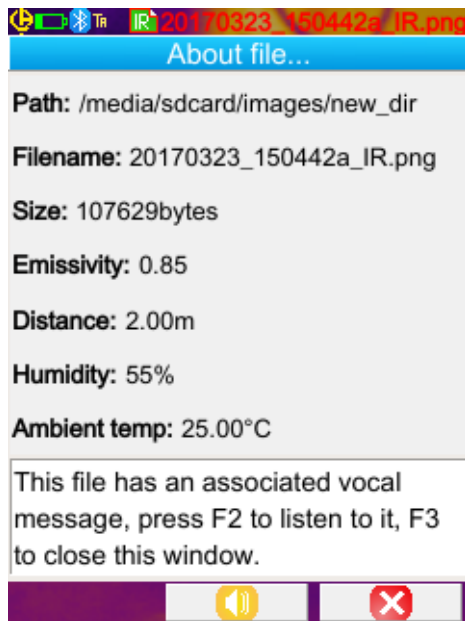 TA IR 20170323_150442a_IR.png
About file...
Path: /media/sdcard/images/new_dir
Filename: 20170323_150442a_IR.png
Size: 107629bytes
Emissivity: 0.85
Distance: 2.00m
Humidity: 55%
Ambient temp: 25.00°C
This file has an associated vocal
message, press F2 to listen to it, F3
to close this window.